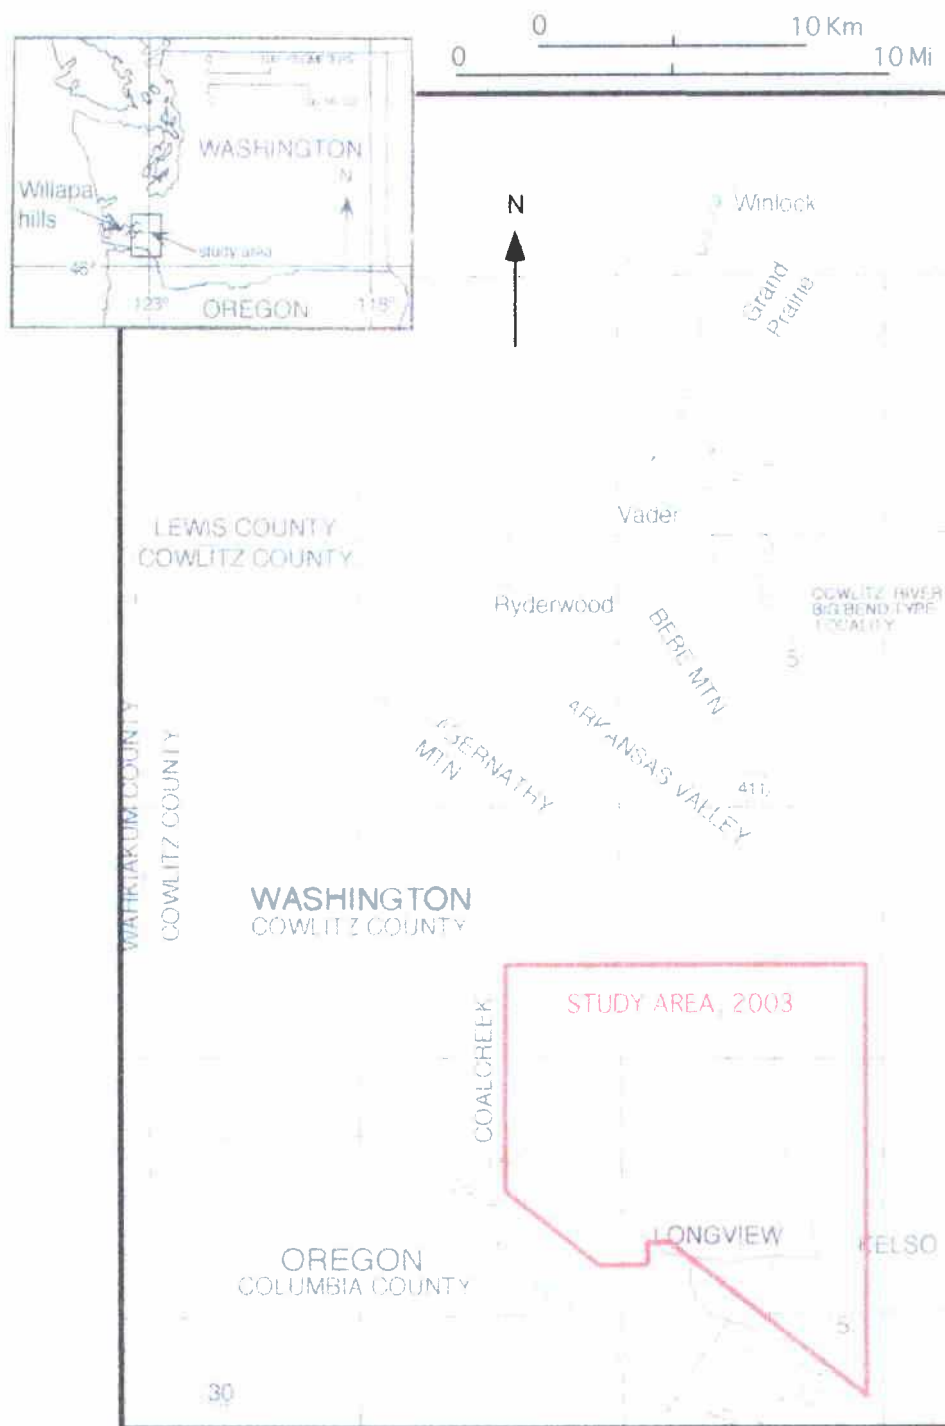 0 10 Km
0 10 Mi
WASHINGTON
N
Willapa
hills
study area
46°
123°
OREGON
N
Winlock
Grand
Prairie
Vader
LEWIS COUNTY
COWLITZ COUNTY
Ryderwood
COWLITZ RIVER
BIG BEND TYPE
LOCALITY
BEBE MTN
5
ARKANSAS VALLEY
ABERNATHY
MTN
411
WAHKIAKUM COUNTY
COWLITZ COUNTY
WASHINGTON
COWLITZ COUNTY
STUDY AREA, 2003
COALCREEK
LONGVIEW
KELSO
OREGON
COLUMBIA COUNTY
5
30